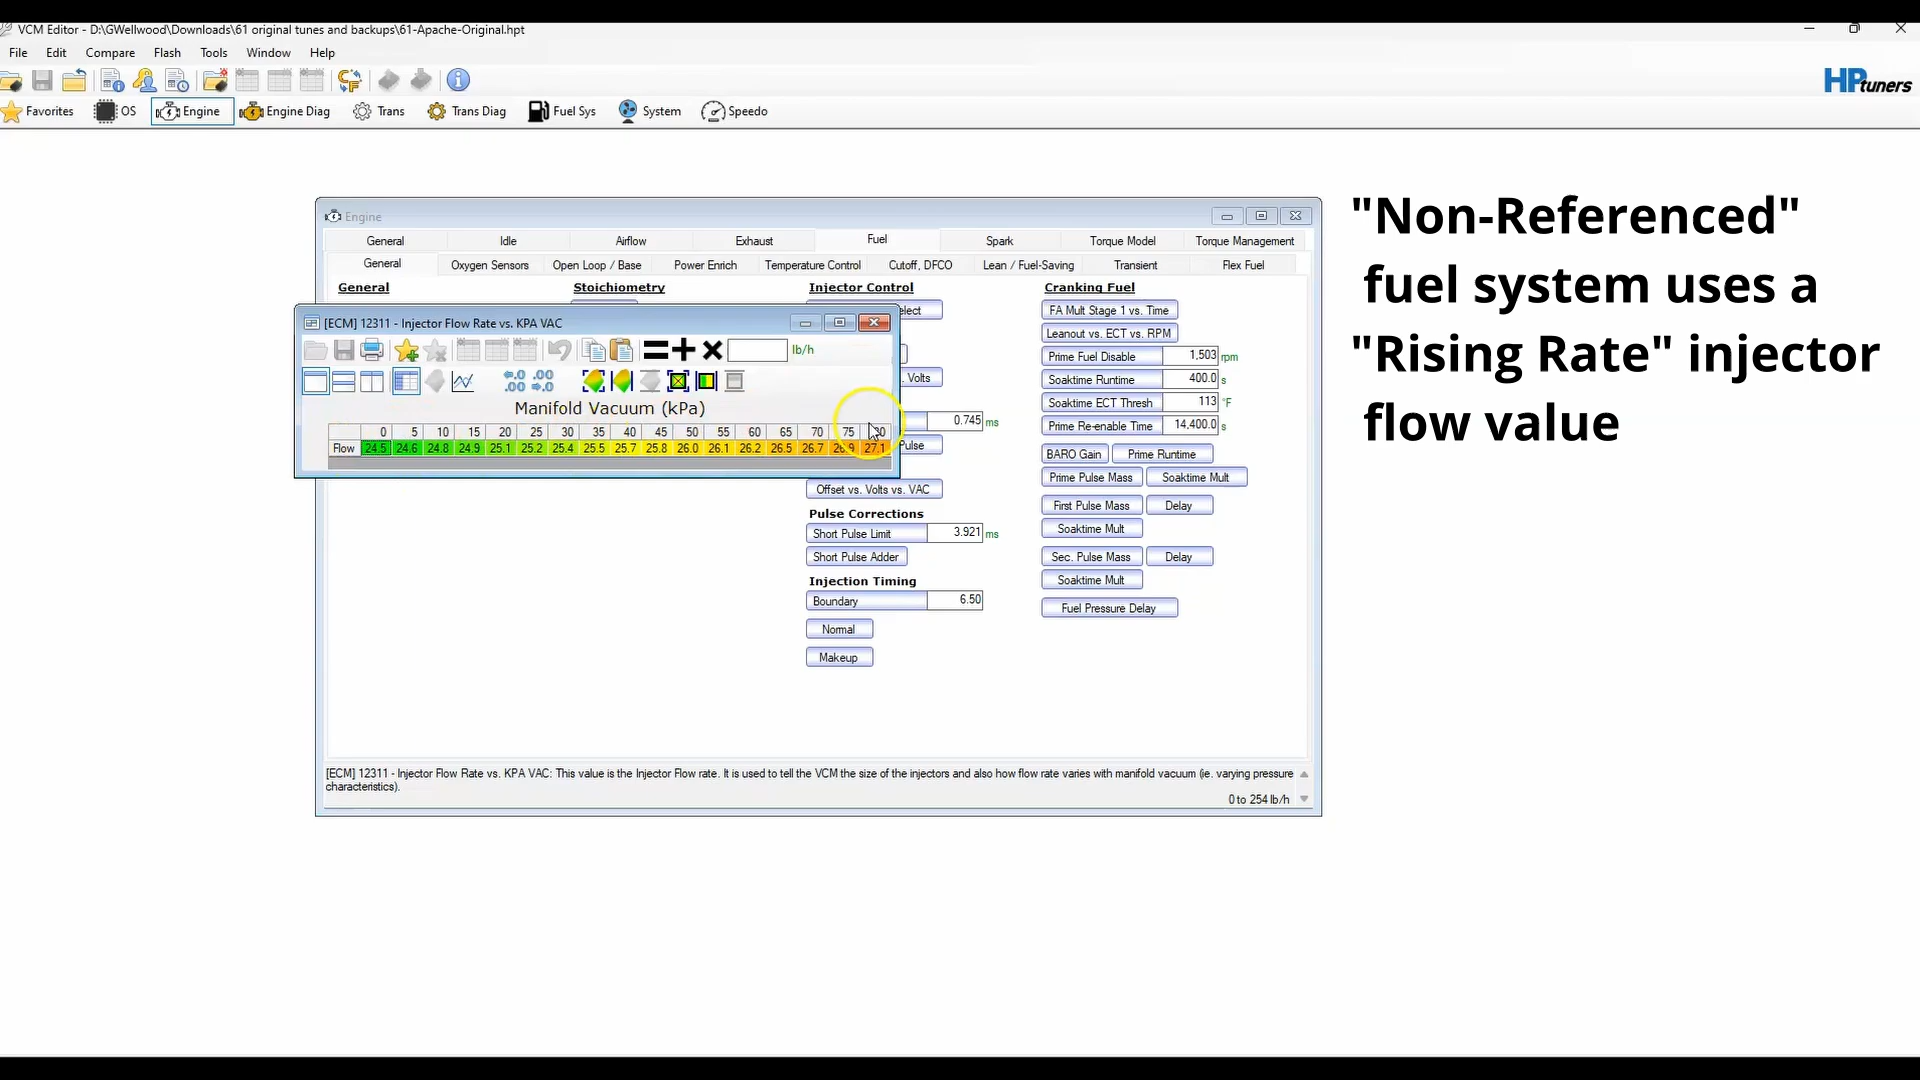 VCM Editor - D:\GWellwood\Downloads\61 original tunes and backups\61-Apache-Original.hpt
File Edit Compare Flash Tools Window Help
HPtuners
Favorites OS Engine Engine Diag Trans Trans Diag Fuel Sys System Speedo
"Non-Referenced"
fuel system uses a
"Rising Rate" injector
flow value
Engine
General Idle Airflow Exhaust Fuel Spark Torque Model Torque Management
General Oxygen Sensors Open Loop / Base Power Enrich Temperature Control Cutoff, DFCO Lean / Fuel-Saving Transient Flex Fuel
General Stoichiometry Injector Control Cranking Fuel
[ECM] 12311 - Injector Flow Rate vs. KPA VAC
lb/h
Manifold Vacuum (kPa)
0 5 10 15 20 25 30 35 40 45 50 55 60 65 70 75 80
Flow 24.5 24.6 24.8 24.9 25.1 25.2 25.4 25.5 25.7 25.8 26.0 26.1 26.2 26.5 26.7 26.9 27.1
elect
. Volts
0.745 ms
Pulse
Offset vs. Volts vs. VAC
Pulse Corrections
Short Pulse Limit 3.921 ms
Short Pulse Adder
Injection Timing
Boundary 6.50
Normal
Makeup
FA Mult Stage 1 vs. Time
Leanout vs. ECT vs. RPM
Prime Fuel Disable 1,503 rpm
Soaktime Runtime 400.0 s
Soaktime ECT Thresh 113 °F
Prime Re-enable Time 14,400.0 s
BARO Gain Prime Runtime
Prime Pulse Mass Soaktime Mult
First Pulse Mass Delay
Soaktime Mult
Sec. Pulse Mass Delay
Soaktime Mult
Fuel Pressure Delay
[ECM] 12311 - Injector Flow Rate vs. KPA VAC: This value is the Injector Flow rate. It is used to tell the VCM the size of the injectors and also how flow rate varies with manifold vacuum (ie. varying pressure
characteristics).
0 to 254 lb/h